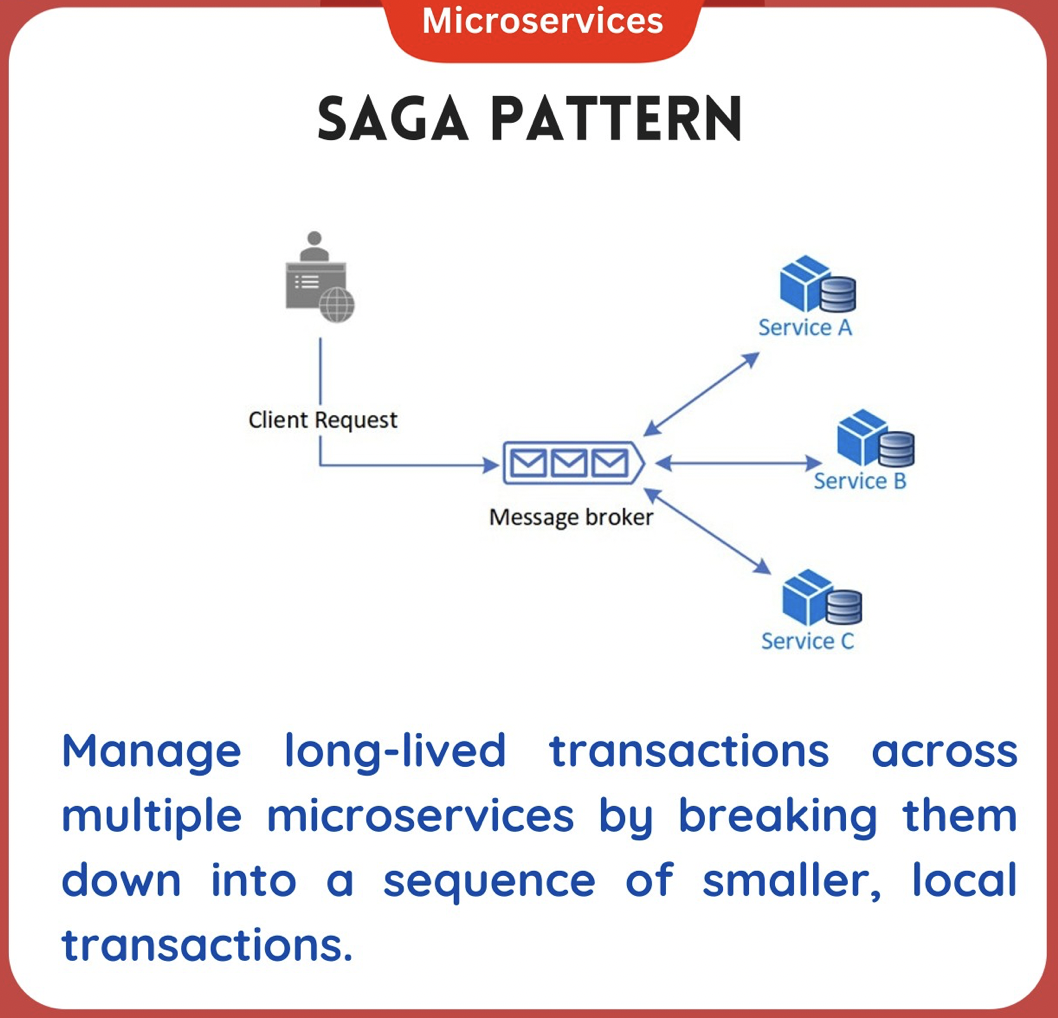 Microservices
SAGA PATTERN
Service A
Client Request
Service B
Message broker
Service C
Manage long-lived transactions across
multiple microservices by breaking them
down into a sequence of smaller, local
transactions.